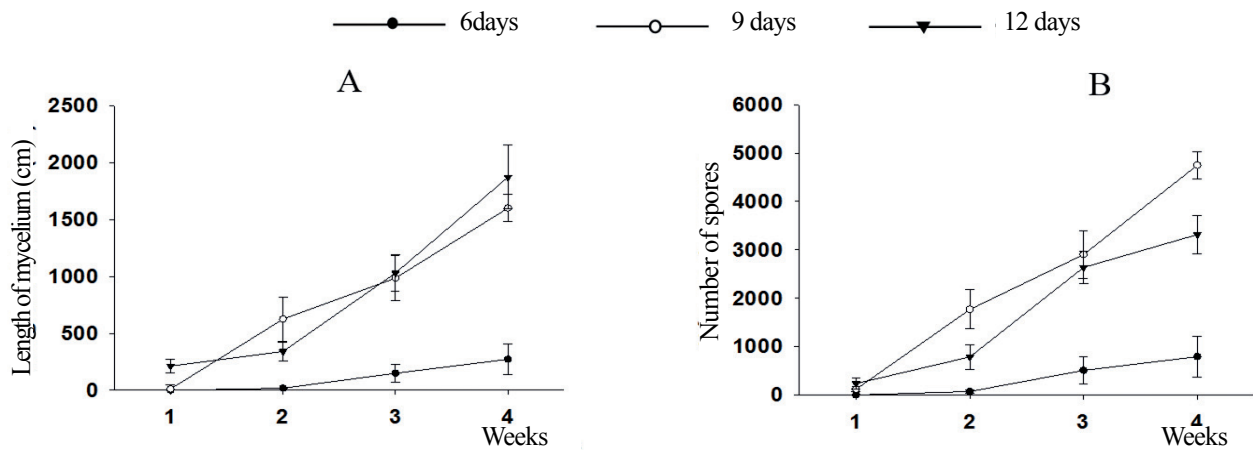 6days 9 days 12 days
A
B
Length of mycelium (cm)
2500
2000
1500
1000
500
0
1 2 3 4
Weeks
Number of spores
6000
5000
4000
3000
2000
1000
0
1 2 3 4
Weeks